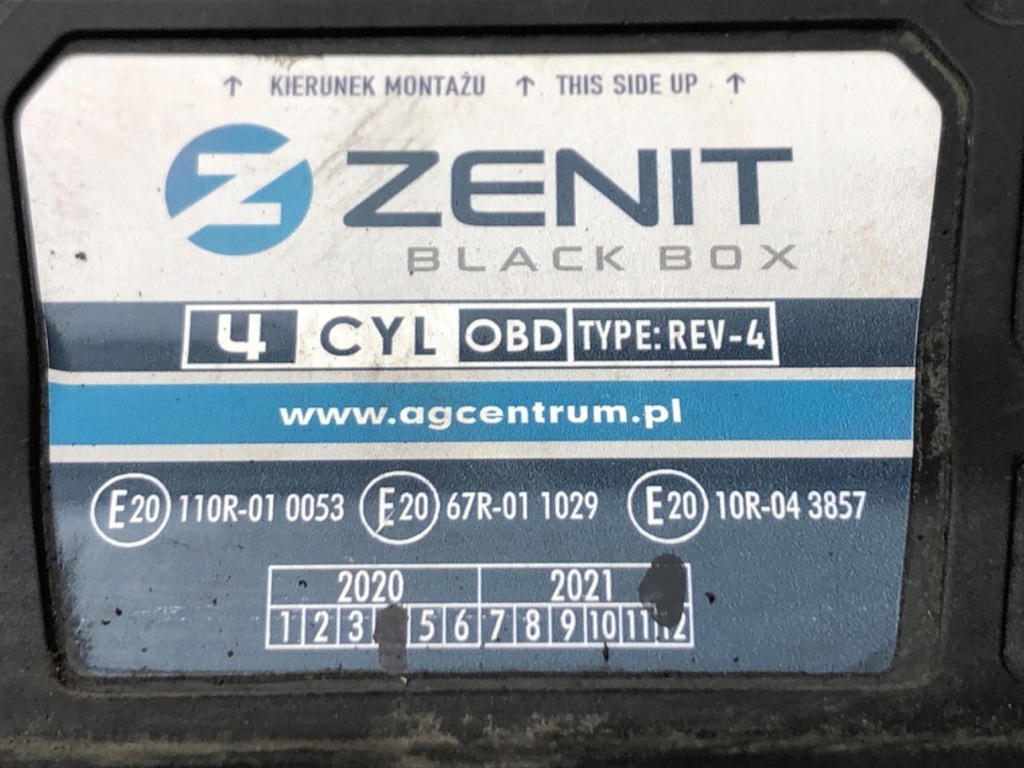 ↑ KIERUNEK MONTAŻU ↑ THIS SIDE UP ↑
ZENIT
BLACK BOX
4 CYL OBD TYPE: REV-4
www.agcentrum.pl
E20 110R-01 0053 E20 67R-01 1029 E20 10R-04 3857
2020 2021
1 2 3 5 6 7 8 9 10 11 12